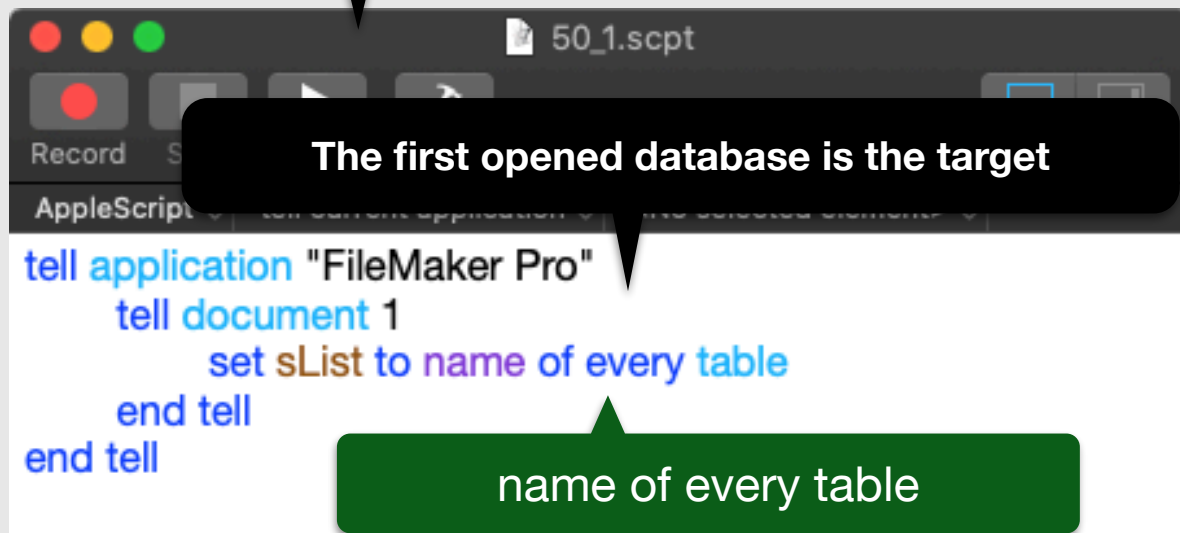 50_1.scpt
Record
The first opened database is the target
AppleScript
tell application "FileMaker Pro"
tell document 1
set sList to name of every table
end tell
end tell
name of every table